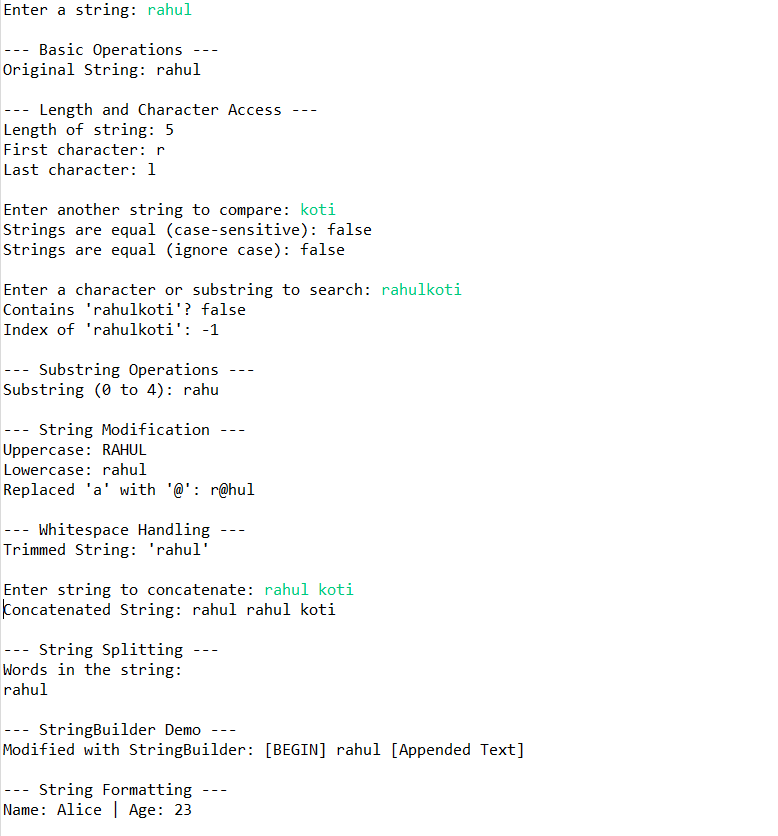 Enter a string: rahul
--- Basic Operations ---
Original String: rahul
--- Length and Character Access ---
Length of string: 5
First character: r
Last character: l
Enter another string to compare: koti
Strings are equal (case-sensitive): false
Strings are equal (ignore case): false
Enter a character or substring to search: rahulkoti
Contains 'rahulkoti'? false
Index of 'rahulkoti': -1
--- Substring Operations ---
Substring (0 to 4): rahu
--- String Modification ---
Uppercase: RAHUL
Lowercase: rahul
Replaced 'a' with '@': r@hul
--- Whitespace Handling ---
Trimmed String: 'rahul'
Enter string to concatenate: rahul koti
Concatenated String: rahul rahul koti
--- String Splitting ---
Words in the string:
rahul
--- StringBuilder Demo ---
Modified with StringBuilder: [BEGIN] rahul [Appended Text]
--- String Formatting ---
Name: Alice | Age: 23